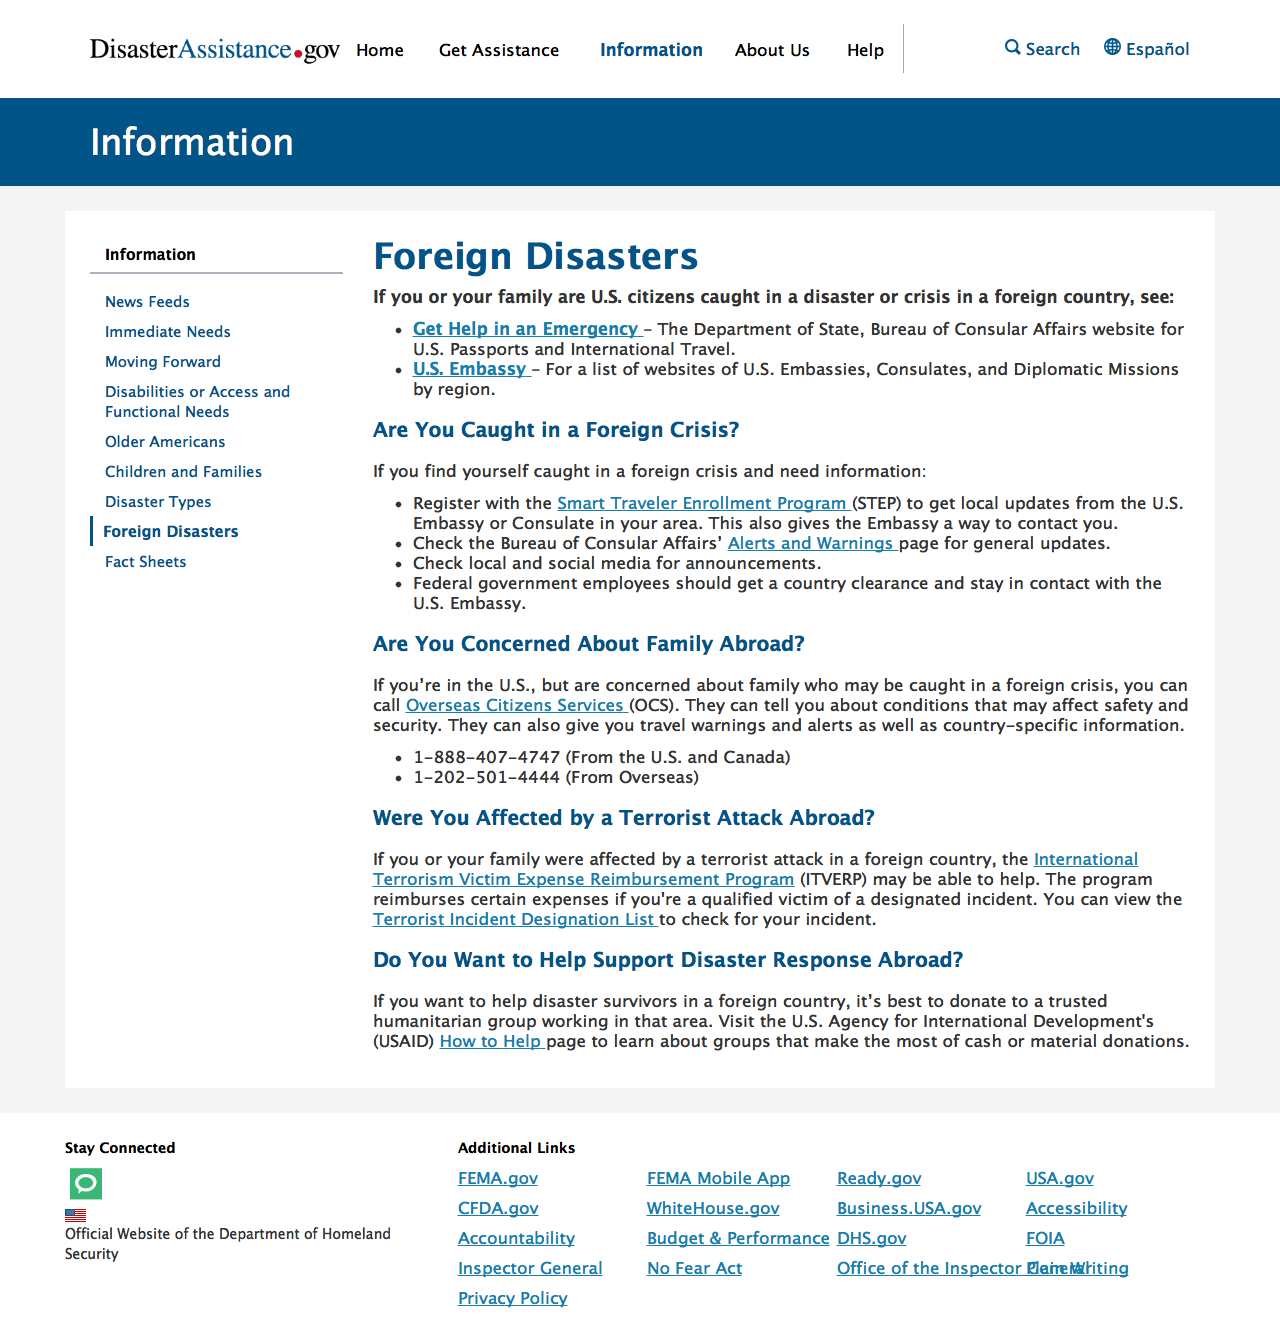 DisasterAssistance.gov Home Get Assistance Information About Us Help Search Español
Information
Information
News Feeds
Immediate Needs
Moving Forward
Disabilities or Access and
Functional Needs
Older Americans
Children and Families
Disaster Types
Foreign Disasters
Fact Sheets
Foreign Disasters
If you or your family are U.S. citizens caught in a disaster or crisis in a foreign country, see:
• Get Help in an Emergency – The Department of State, Bureau of Consular Affairs website for
U.S. Passports and International Travel.
• U.S. Embassy – For a list of websites of U.S. Embassies, Consulates, and Diplomatic Missions
by region.
Are You Caught in a Foreign Crisis?
If you find yourself caught in a foreign crisis and need information:
• Register with the Smart Traveler Enrollment Program (STEP) to get local updates from the U.S.
Embassy or Consulate in your area. This also gives the Embassy a way to contact you.
• Check the Bureau of Consular Affairs’ Alerts and Warnings page for general updates.
• Check local and social media for announcements.
• Federal government employees should get a country clearance and stay in contact with the
U.S. Embassy.
Are You Concerned About Family Abroad?
If you’re in the U.S., but are concerned about family who may be caught in a foreign crisis, you can
call Overseas Citizens Services (OCS). They can tell you about conditions that may affect safety and
security. They can also give you travel warnings and alerts as well as country-specific information.
• 1-888-407-4747 (From the U.S. and Canada)
• 1-202-501-4444 (From Overseas)
Were You Affected by a Terrorist Attack Abroad?
If you or your family were affected by a terrorist attack in a foreign country, the International
Terrorism Victim Expense Reimbursement Program (ITVERP) may be able to help. The program
reimburses certain expenses if you're a qualified victim of a designated incident. You can view the
Terrorist Incident Designation List to check for your incident.
Do You Want to Help Support Disaster Response Abroad?
If you want to help disaster survivors in a foreign country, it’s best to donate to a trusted
humanitarian group working in that area. Visit the U.S. Agency for International Development's
(USAID) How to Help page to learn about groups that make the most of cash or material donations.
Stay Connected
Official Website of the Department of Homeland
Security
Additional Links
FEMA.gov FEMA Mobile App Ready.gov USA.gov
CFDA.gov WhiteHouse.gov Business.USA.gov Accessibility
Accountability Budget & Performance DHS.gov FOIA
Inspector General No Fear Act Office of the Inspector General Plain Writing
Privacy Policy